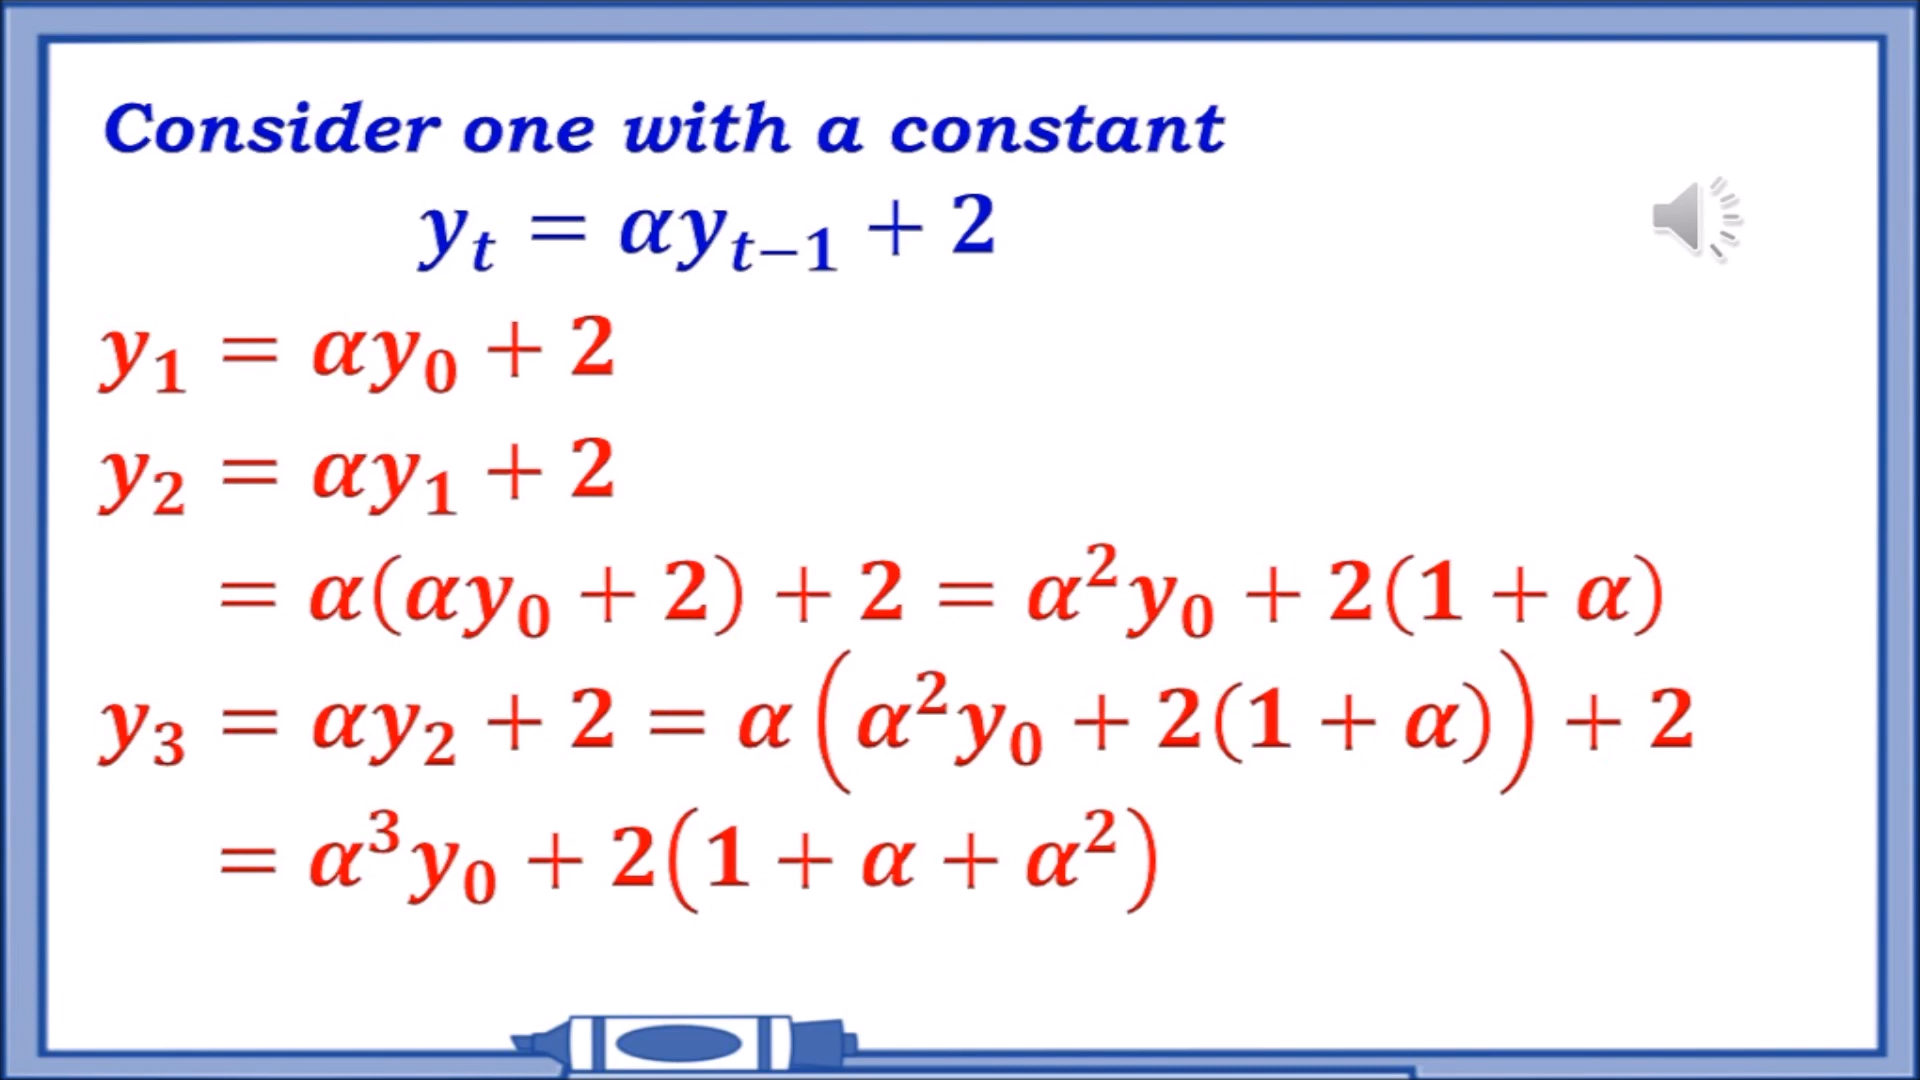 Consider one with a constant
yₜ = αyₜ₋₁ + 2
y₁ = αy₀ + 2
y₂ = αy₁ + 2
= α(αy₀ + 2) + 2 = α²y₀ + 2(1 + α)
y₃ = αy₂ + 2 = α(α²y₀ + 2(1 + α)) + 2
= α³y₀ + 2(1 + α + α²)